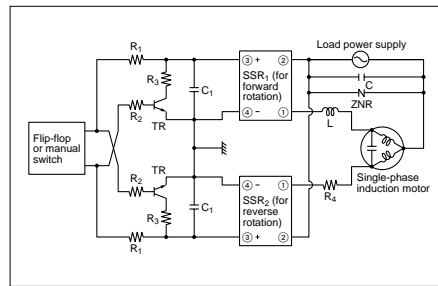 R1
R3
R2
TR
C1
③ +
②
SSR1 (for
forward
rotation)
④ −
①
Load power supply
C
ZNR
L
Flip-flop
or manual
switch
Single-phase
induction motor
TR
R2
R3
R1
C1
④ −
①
SSR2 (for
reverse
rotation)
③ +
②
R4